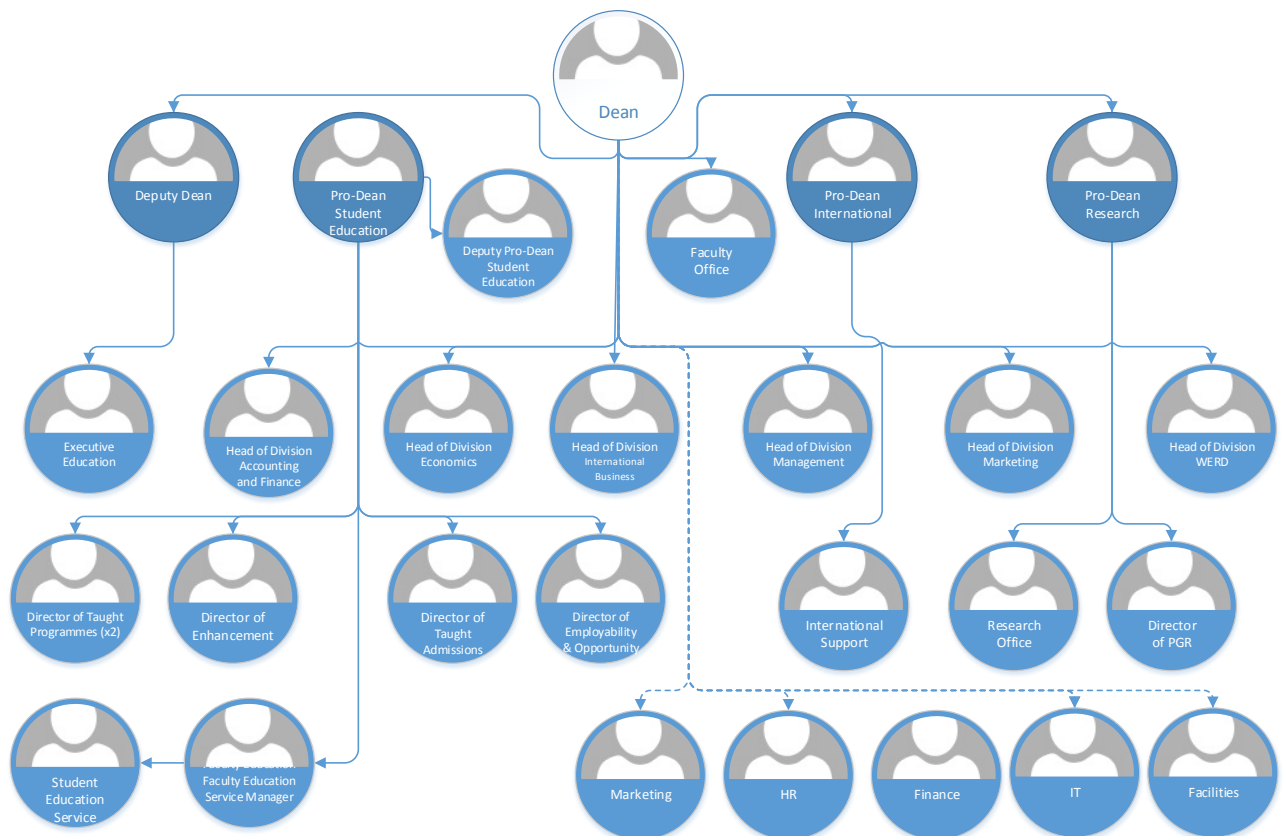 Dean
Deputy Dean
Pro-Dean
Student
Education
Pro-Dean
International
Pro-Dean
Research
Deputy Pro-Dean
Student
Education
Faculty
Office
Executive
Education
Head of Division
Accounting
and Finance
Head of Division
Economics
Head of Division
International
Business
Head of Division
Management
Head of Division
Marketing
Head of Division
WERD
Director of Taught
Programmes (x2)
Director of
Enhancement
Director of
Taught
Admissions
Director of
Employability
& Opportunity
International
Support
Research
Office
Director
of PGR
Student
Education
Service
Faculty Education
Faculty Education
Service Manager
Marketing
HR
Finance
IT
Facilities